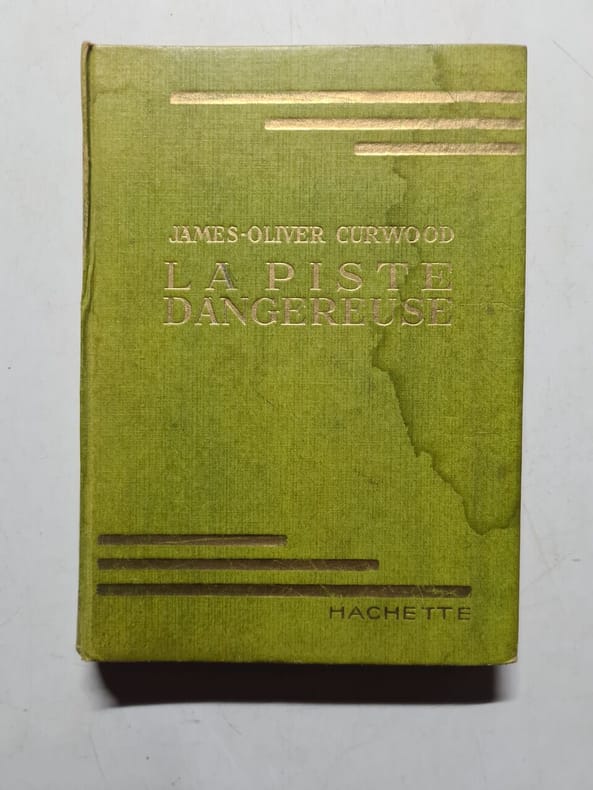 JAMES-OLIVER CURWOOD
LA PISTE
DANGEREUSE
HACHETTE